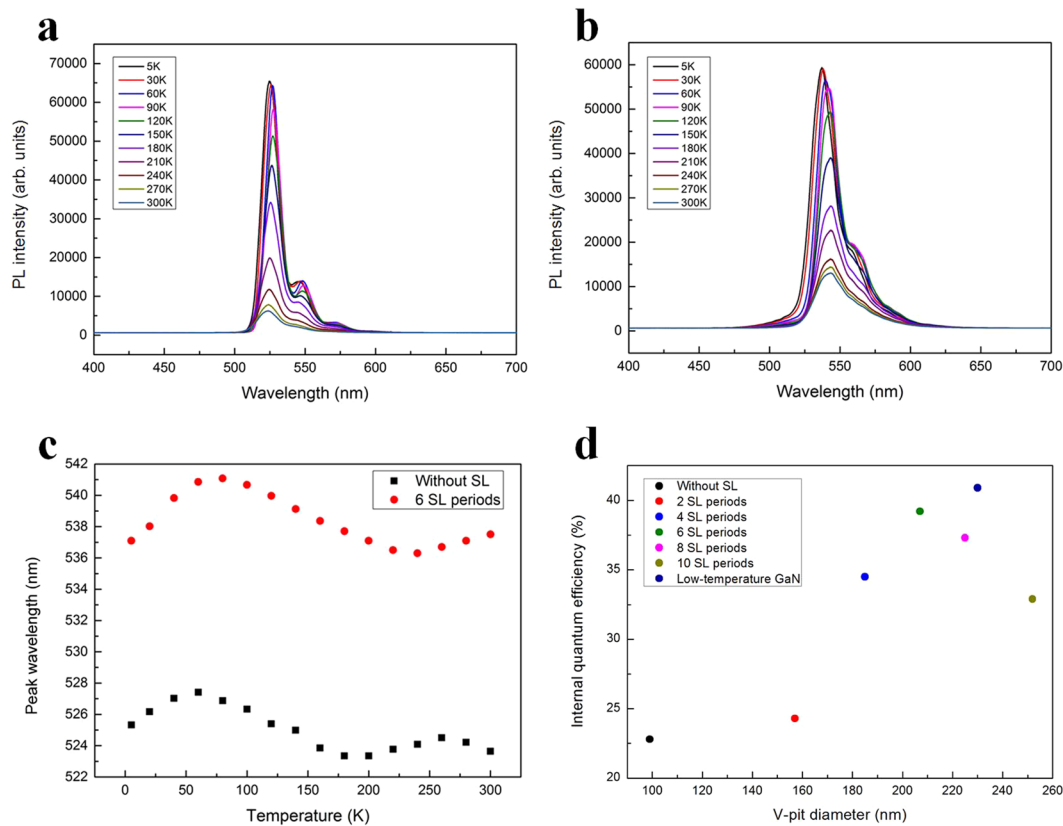 a
70000
60000
50000
40000
30000
20000
10000
0
PL intensity (arb. units)
5K
30K
60K
90K
120K
150K
180K
210K
240K
270K
300K
400 450 500 550 600 650 700
Wavelength (nm)
b
60000
50000
40000
30000
20000
10000
0
PL intensity (arb. units)
5K
30K
60K
90K
120K
150K
180K
210K
240K
270K
300K
400 450 500 550 600 650 700
Wavelength (nm)
c
542
540
538
536
534
532
530
528
526
524
522
Peak wavelength (nm)
Without SL
6 SL periods
0 50 100 150 200 250 300
Temperature (K)
d
40
35
30
25
20
Internal quantum efficiency (%)
Without SL
2 SL periods
4 SL periods
6 SL periods
8 SL periods
10 SL periods
Low-temperature GaN
100 120 140 160 180 200 220 240 260
V-pit diameter (nm)